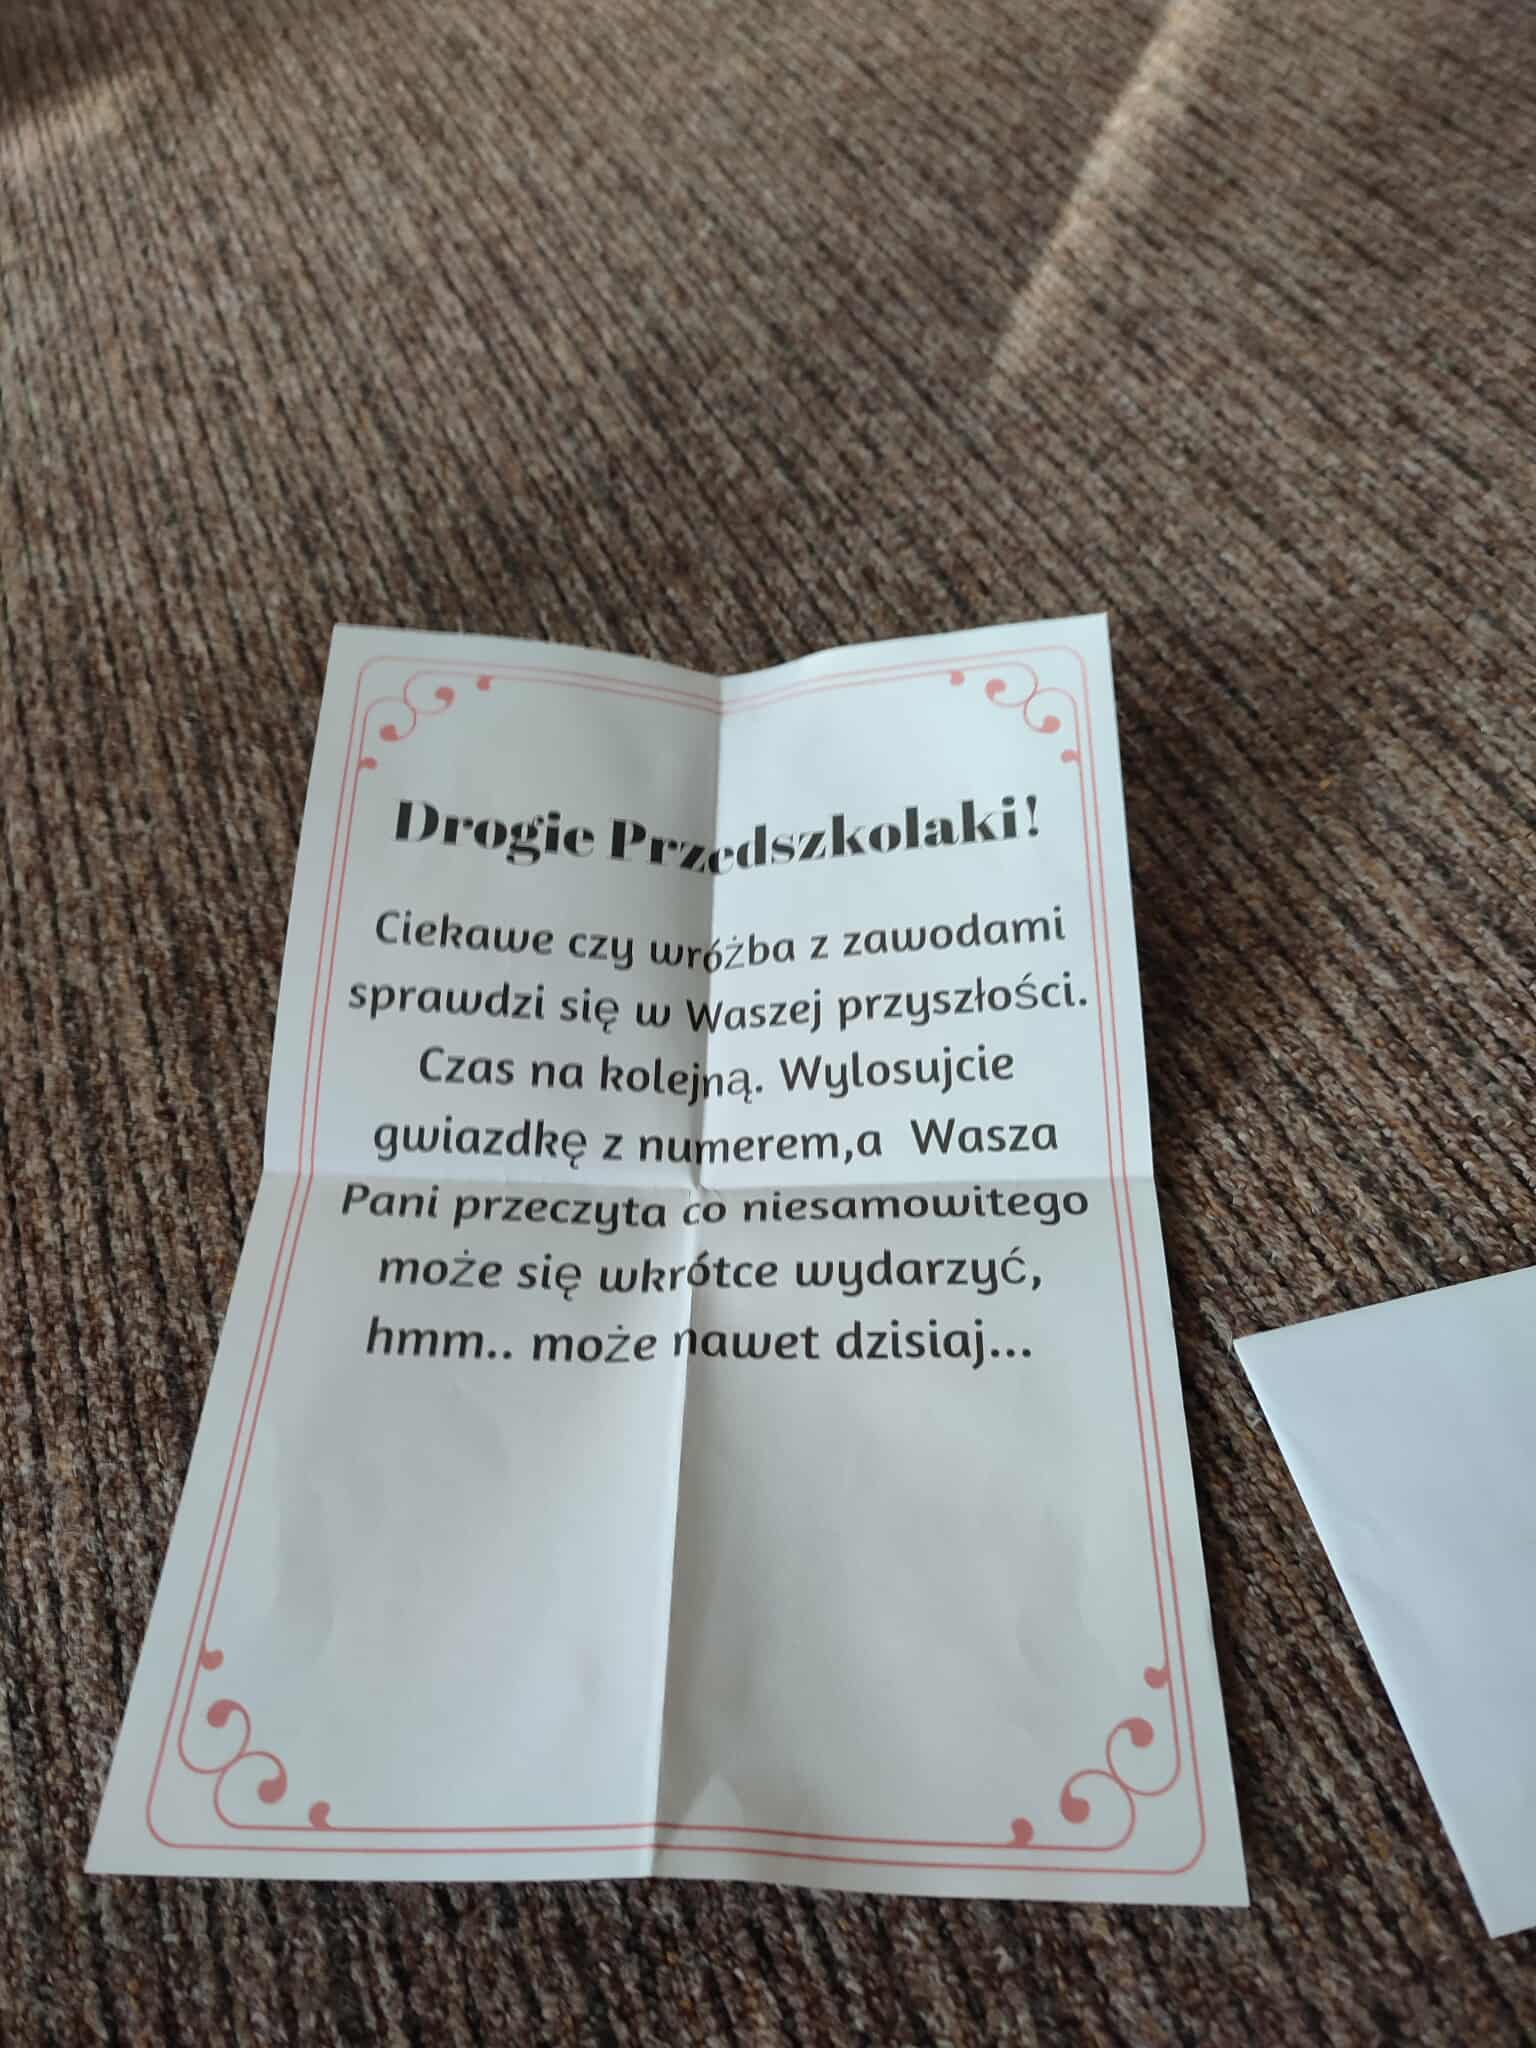 Drogie Przedszkolaki!
Ciekawe czy wróżba z zawodami
sprawdzi się w Waszej przyszłości.
Czas na kolejną. Wylosujcie
gwiazdkę z numerem,a  Wasza
Pani przeczyta co niesamowitego
może się wkrótce wydarzyć,
hmm.. może nawet dzisiaj...